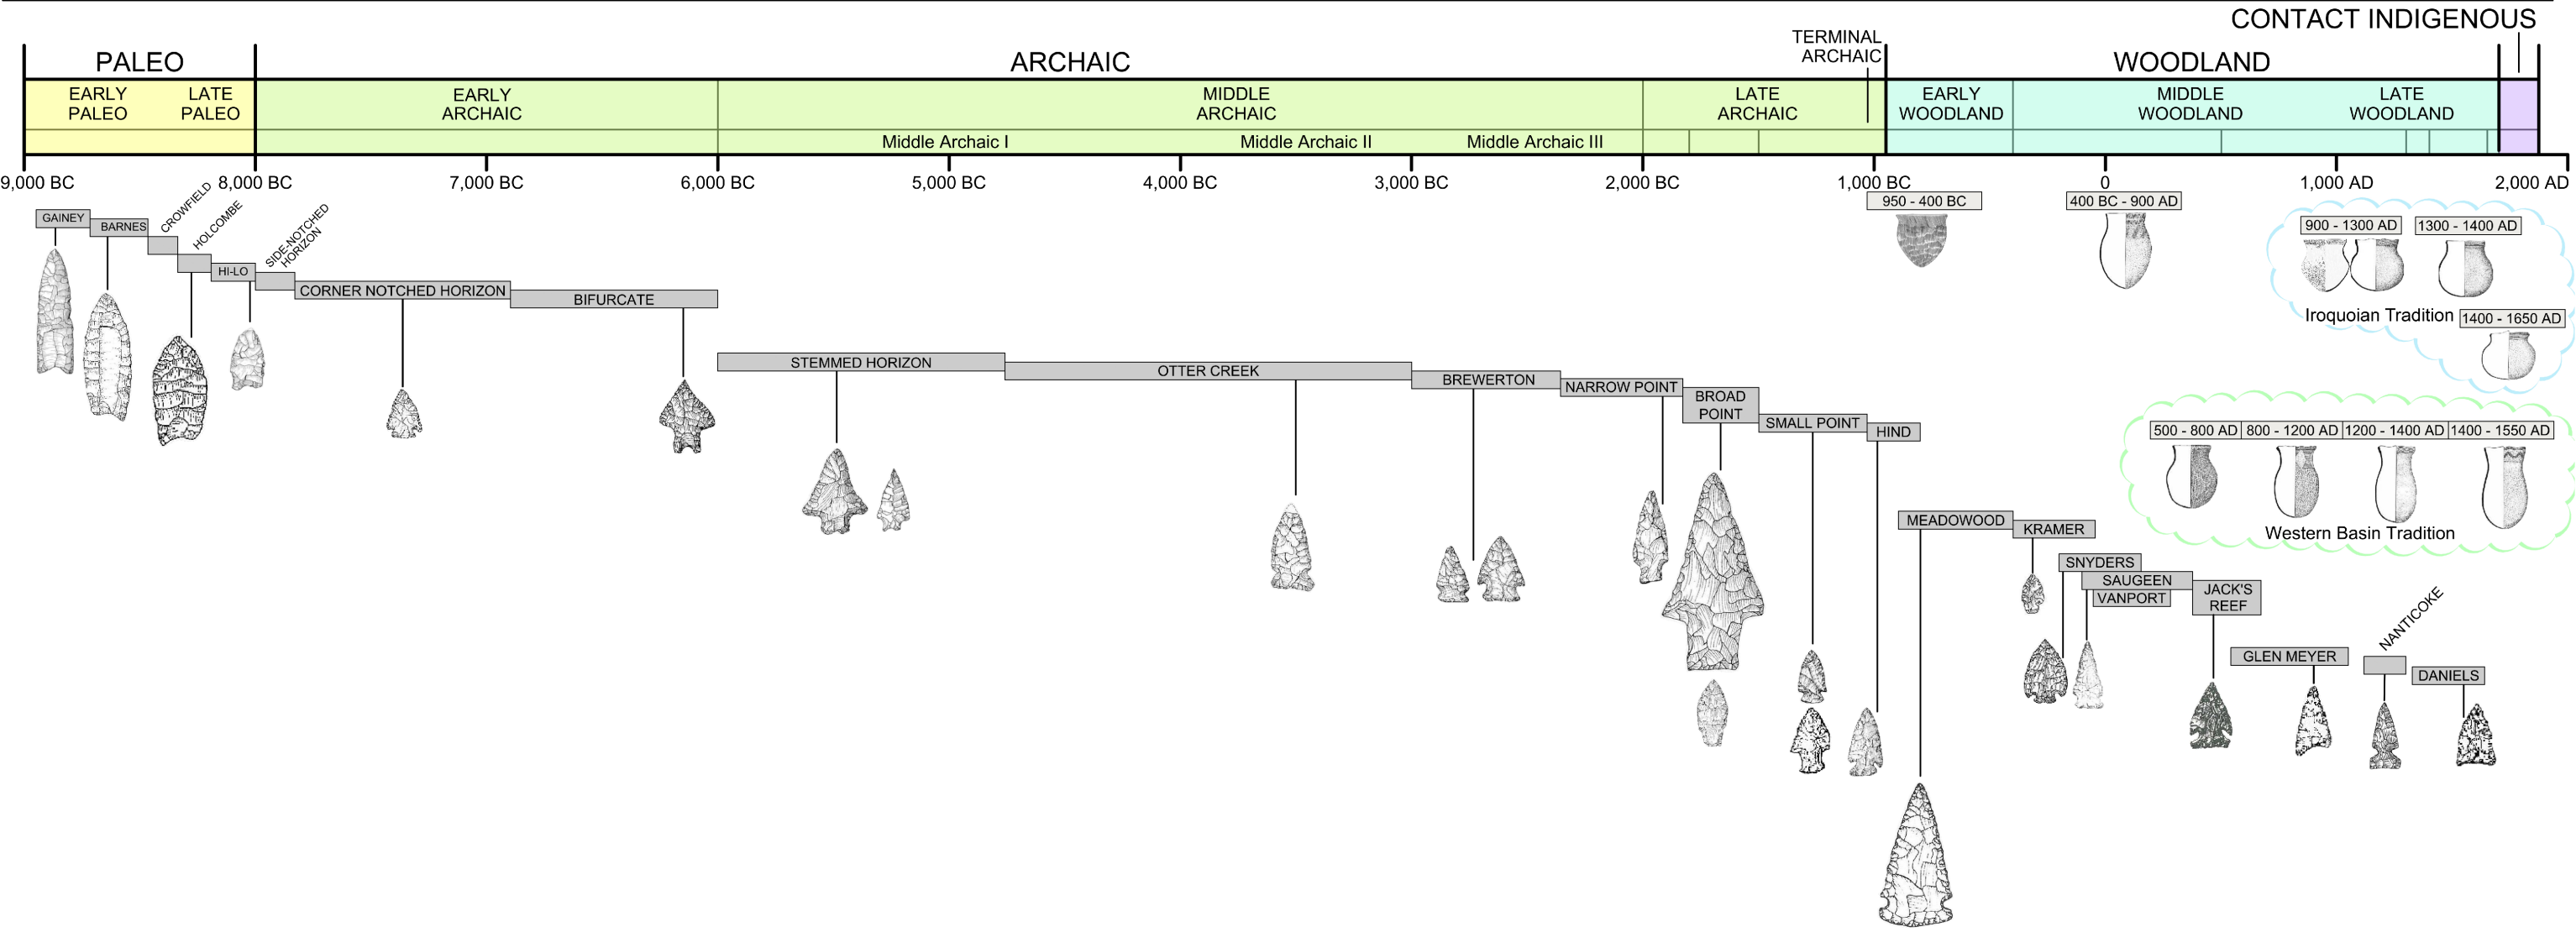 CONTACT INDIGENOUS
PALEO
ARCHAIC
TERMINAL
ARCHAIC
WOODLAND
EARLY
PALEO
LATE
PALEO
EARLY
ARCHAIC
MIDDLE
ARCHAIC
LATE
ARCHAIC
EARLY
WOODLAND
MIDDLE
WOODLAND
LATE
WOODLAND
Middle Archaic I
Middle Archaic II
Middle Archaic III
9,000 BC
8,000 BC
7,000 BC
6,000 BC
5,000 BC
4,000 BC
3,000 BC
2,000 BC
1,000 BC
0
1,000 AD
2,000 AD
GAINEY
BARNES
CROWFIELD
HOLCOMBE
HI-LO
SIDE-NOTCHED
HORIZON
CORNER NOTCHED HORIZON
BIFURCATE
STEMMED HORIZON
OTTER CREEK
BREWERTON
NARROW POINT
BROAD
POINT
SMALL POINT
HIND
950 - 400 BC
400 BC - 900 AD
900 - 1300 AD
1300 - 1400 AD
Iroquoian Tradition
1400 - 1650 AD
500 - 800 AD
800 - 1200 AD
1200 - 1400 AD
1400 - 1550 AD
Western Basin Tradition
MEADOWOOD
KRAMER
SNYDERS
SAUGEEN
VANPORT
JACK'S
REEF
GLEN MEYER
NANTICOKE
DANIELS